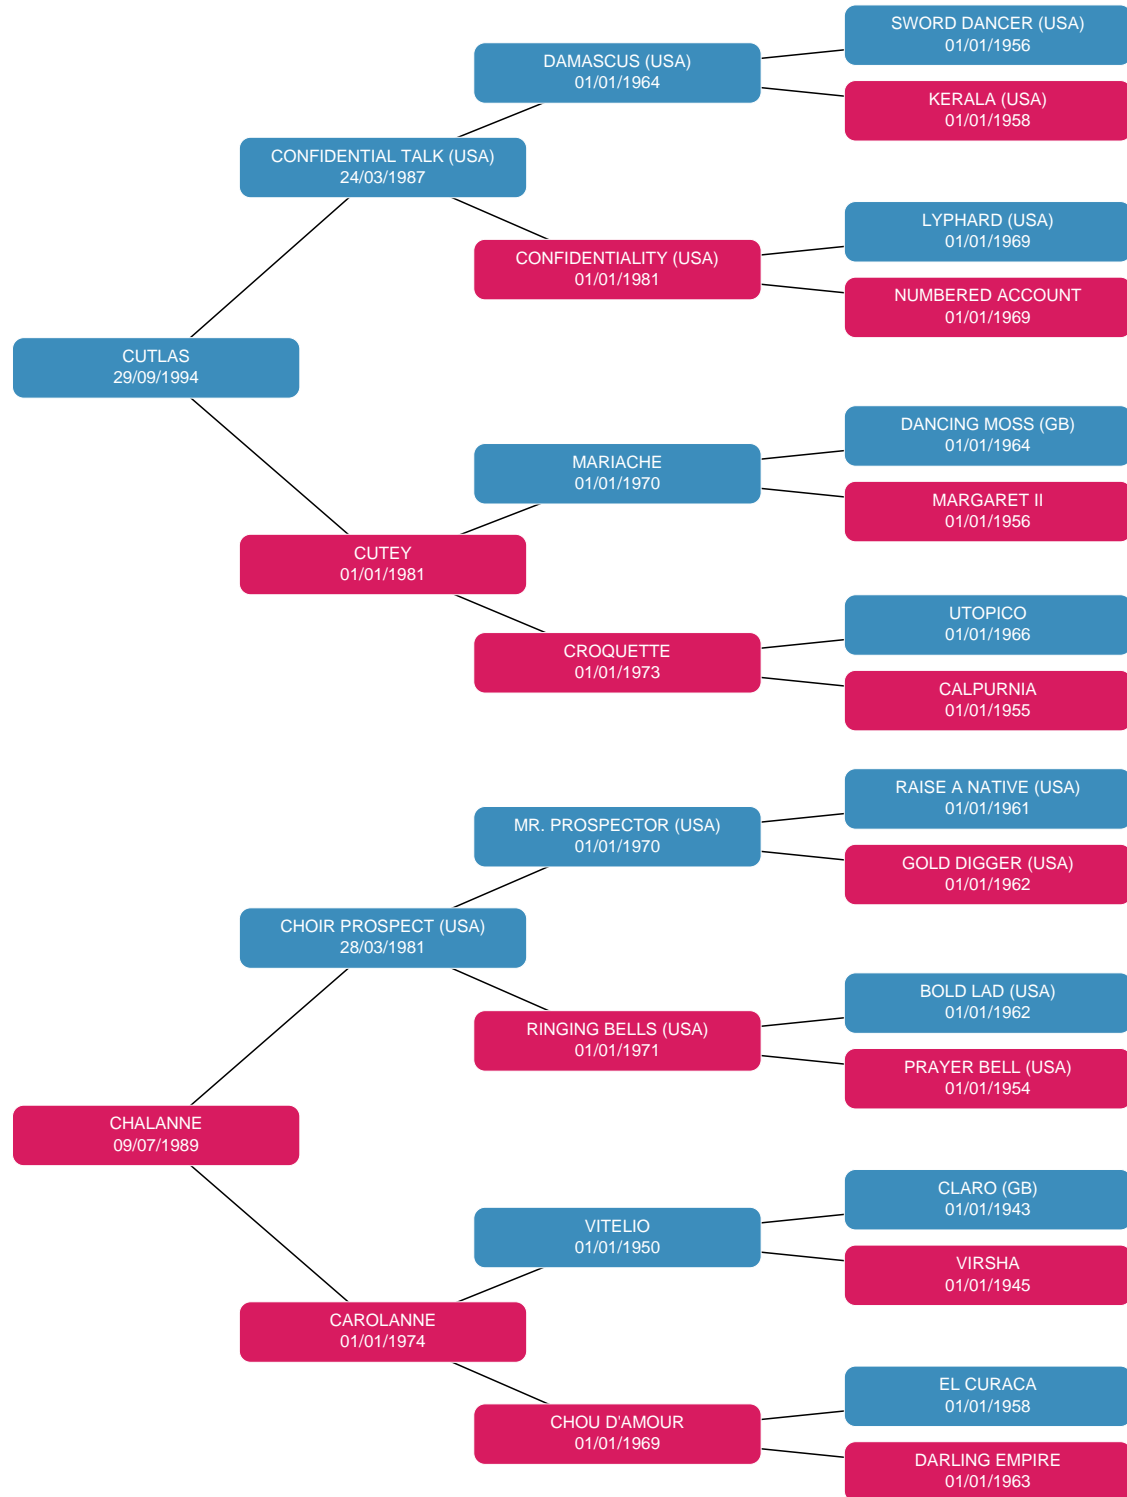 SWORD DANCER (USA)
01/01/1956
DAMASCUS (USA)
01/01/1964
KERALA (USA)
01/01/1958
CONFIDENTIAL TALK (USA)
24/03/1987
LYPHARD (USA)
01/01/1969
CONFIDENTIALITY (USA)
01/01/1981
NUMBERED ACCOUNT
01/01/1969
CUTLAS
29/09/1994
DANCING MOSS (GB)
01/01/1964
MARIACHE
01/01/1970
MARGARET II
01/01/1956
CUTEY
01/01/1981
UTOPICO
01/01/1966
CROQUETTE
01/01/1973
CALPURNIA
01/01/1955
RAISE A NATIVE (USA)
01/01/1961
MR. PROSPECTOR (USA)
01/01/1970
GOLD DIGGER (USA)
01/01/1962
CHOIR PROSPECT (USA)
28/03/1981
BOLD LAD (USA)
01/01/1962
RINGING BELLS (USA)
01/01/1971
PRAYER BELL (USA)
01/01/1954
CHALANNE
09/07/1989
CLARO (GB)
01/01/1943
VITELIO
01/01/1950
VIRSHA
01/01/1945
CAROLANNE
01/01/1974
EL CURACA
01/01/1958
CHOU D'AMOUR
01/01/1969
DARLING EMPIRE
01/01/1963